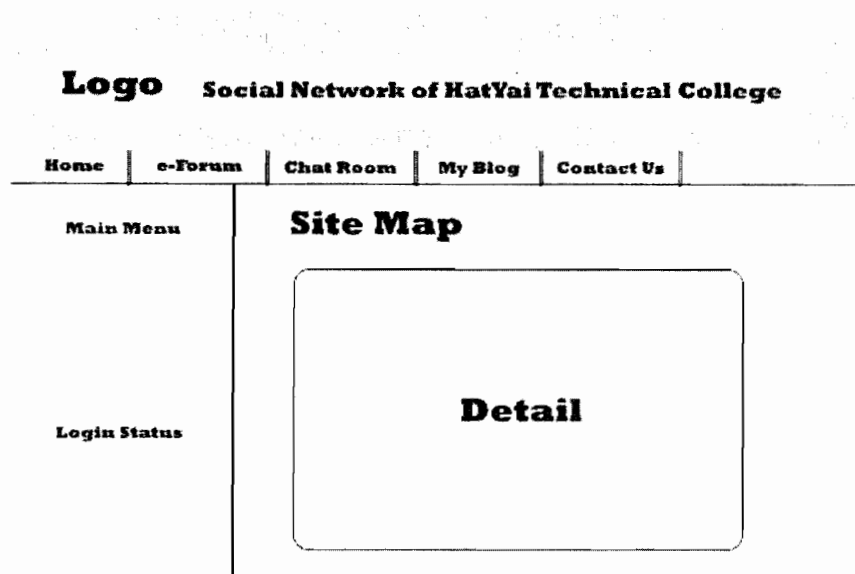 Logo Social Network of HatYai Technical College
Home e-Forum Chat Room My Blog Contact Us
Main Menu
Site Map
Detail
Login Status